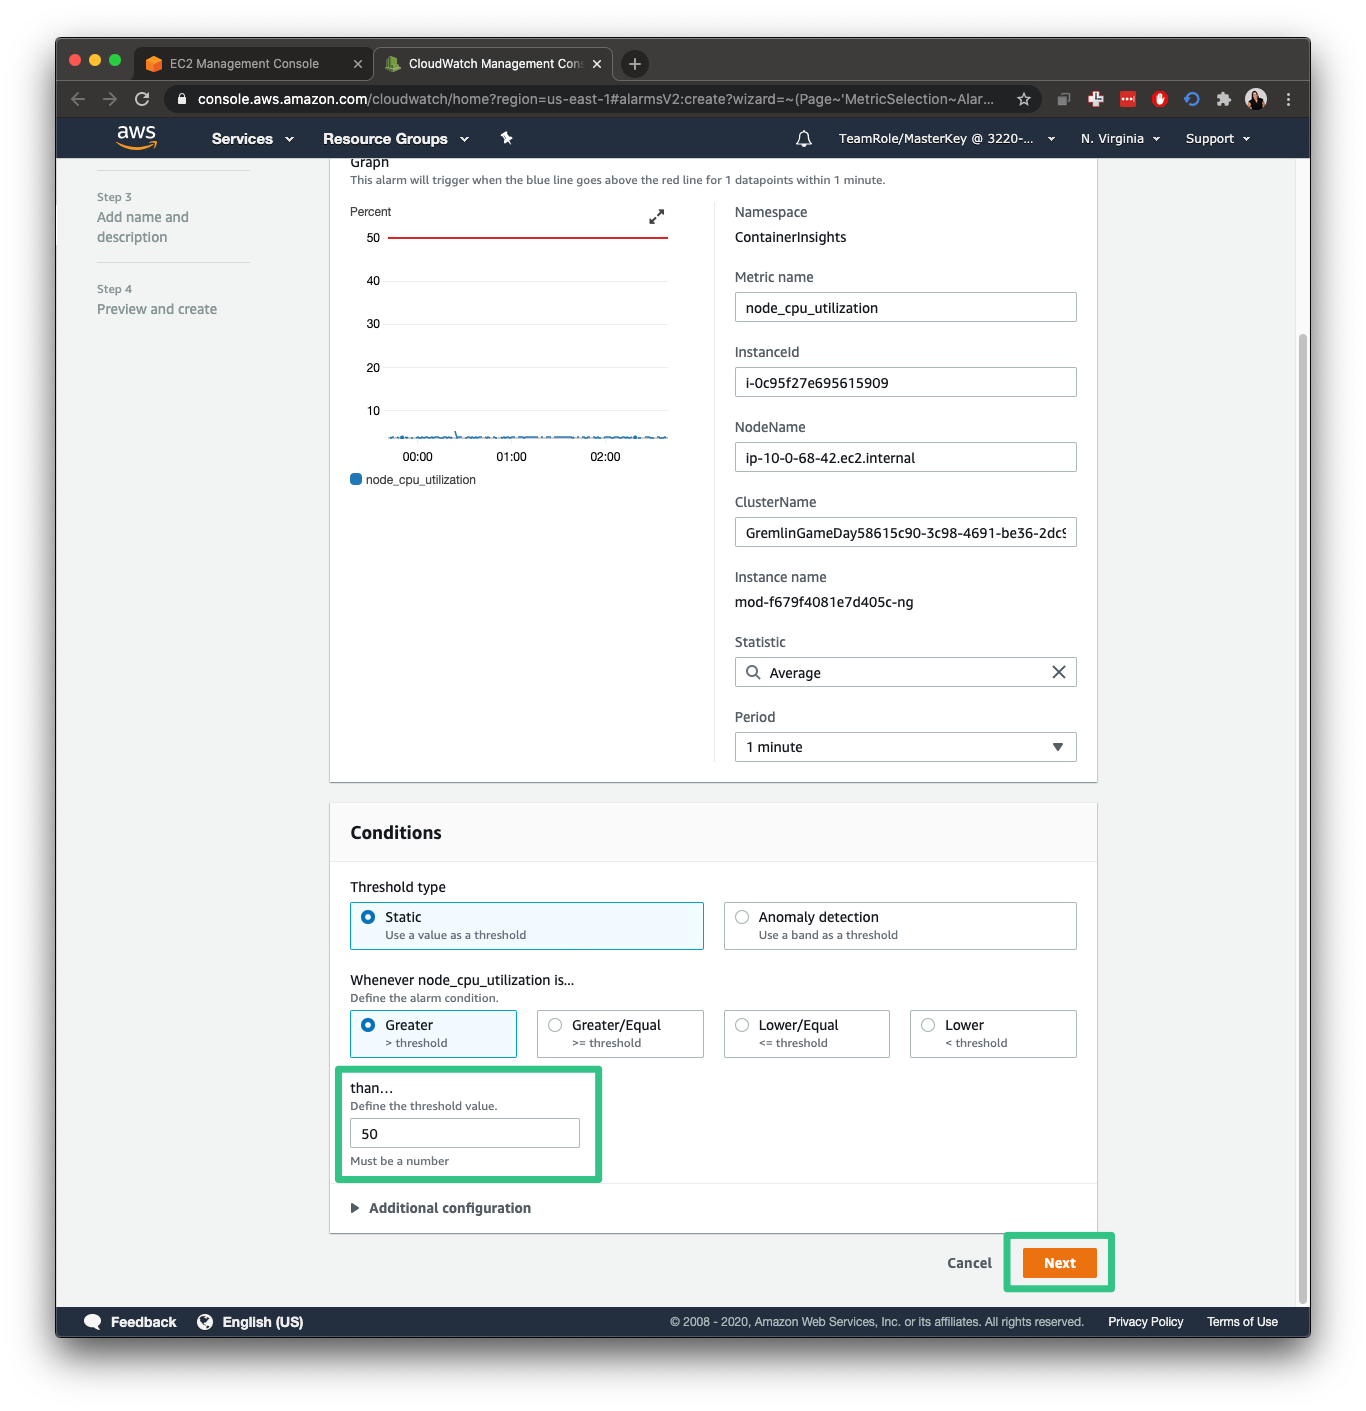 EC2 Management Console
CloudWatch Management Con
console.aws.amazon.com/cloudwatch/home?region=us-east-1#alarmsV2:create?wizard=~(Page~'MetricSelection~Alar...
aws
Services
Resource Groups
TeamRole/MasterKey @ 3220-...
N. Virginia
Support
Step 3
Add name and
description
Step 4
Preview and create
Graph
This alarm will trigger when the blue line goes above the red line for 1 datapoints within 1 minute.
Percent
50
40
30
20
10
00:00
01:00
02:00
node_cpu_utilization
Namespace
ContainerInsights
Metric name
node_cpu_utilization
InstanceId
i-0c95f27e695615909
NodeName
ip-10-0-68-42.ec2.internal
ClusterName
GremlinGameDay58615c90-3c98-4691-be36-2dc9
Instance name
mod-f679f4081e7d405c-ng
Statistic
Average
Period
1 minute
Conditions
Threshold type
Static
Use a value as a threshold
Anomaly detection
Use a band as a threshold
Whenever node_cpu_utilization is...
Define the alarm condition.
Greater
> threshold
Greater/Equal
>= threshold
Lower/Equal
<= threshold
Lower
< threshold
than...
Define the threshold value.
50
Must be a number
Additional configuration
Cancel
Next
Feedback
English (US)
© 2008 - 2020, Amazon Web Services, Inc. or its affiliates. All rights reserved.
Privacy Policy
Terms of Use